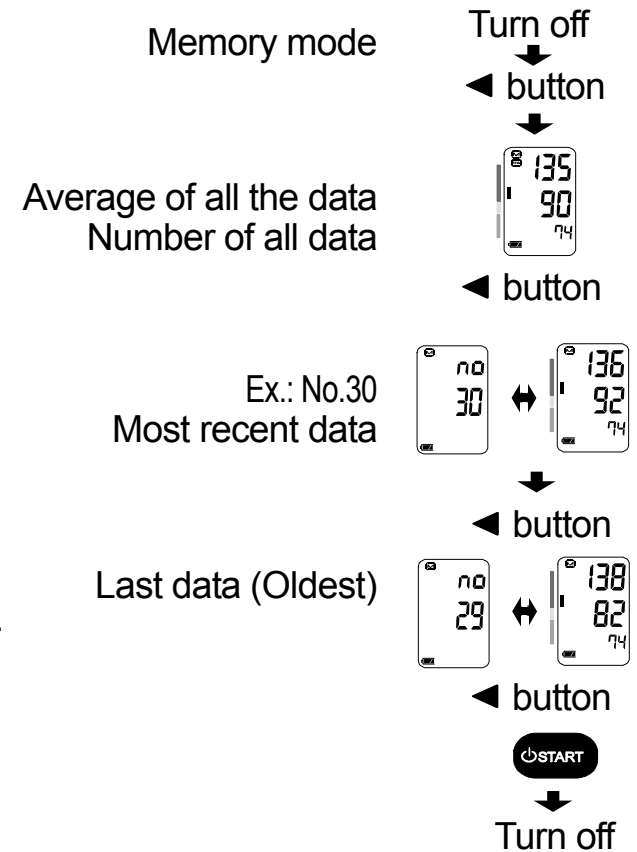 Turn off
Memory mode
◀ button
135
90
74
Average of all the data
Number of all data
◀ button
no
30
136
92
74
Ex.: No.30
Most recent data
◀ button
Last data (Oldest)
no
29
138
82
74
◀ button
START
Turn off